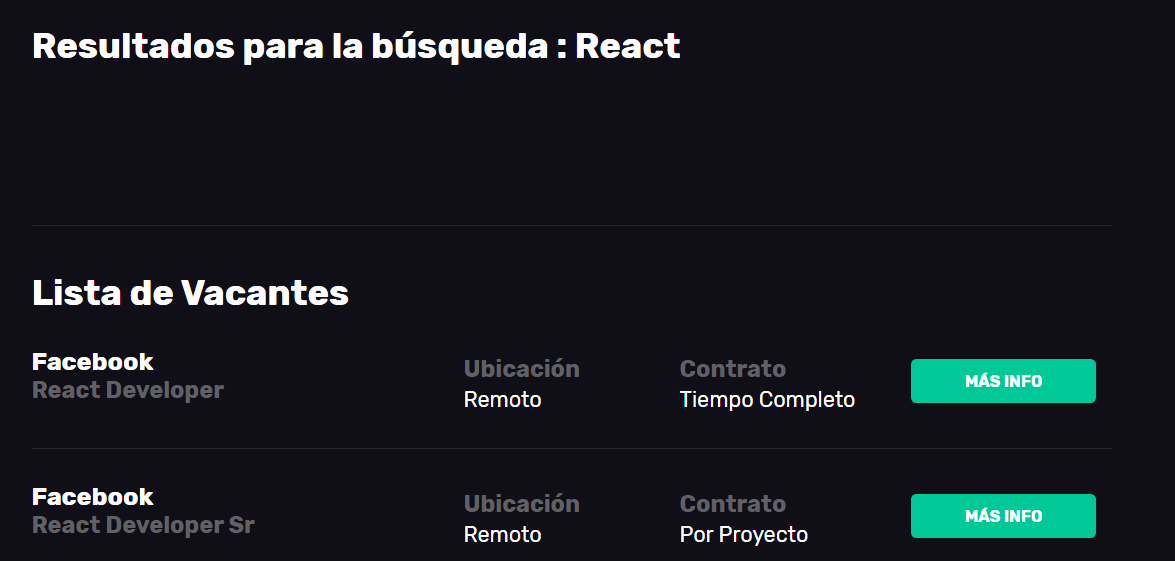 Resultados para la búsqueda : React
Lista de Vacantes
Facebook
React Developer
Ubicación
Remoto
Contrato
Tiempo Completo
MÁS INFO
Facebook
React Developer Sr
Ubicación
Remoto
Contrato
Por Proyecto
MÁS INFO